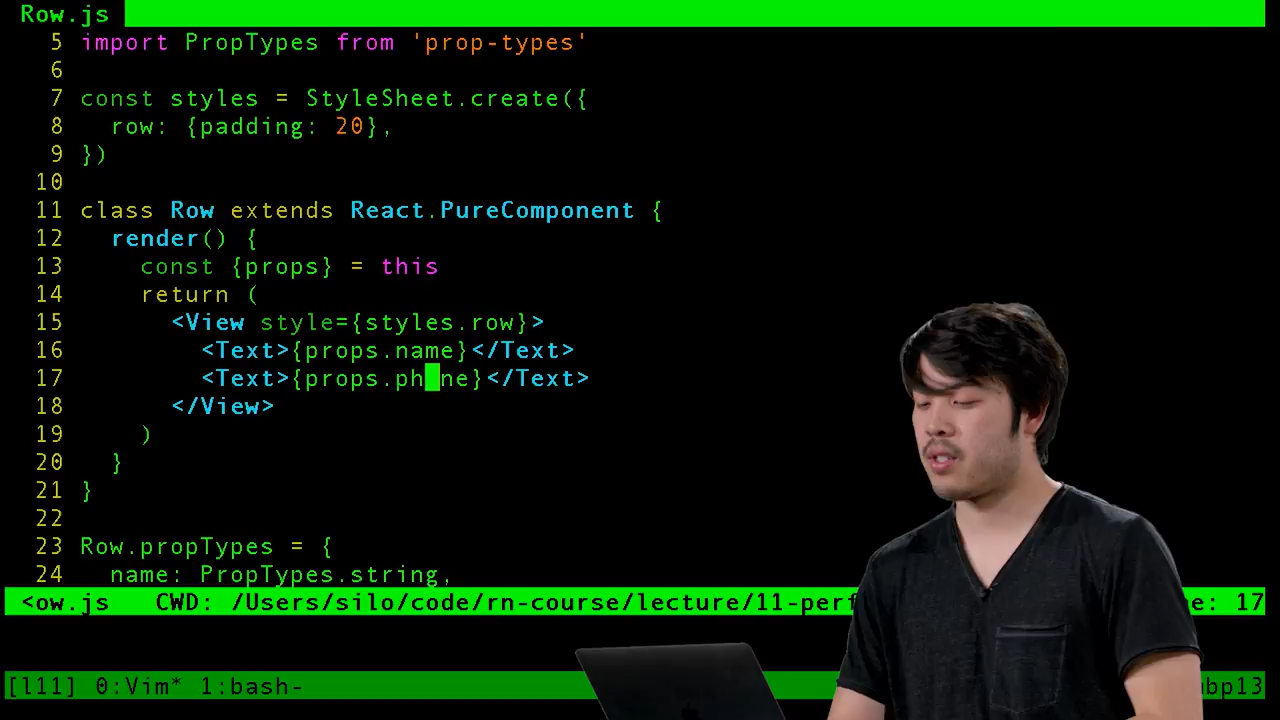 Row.js
5 import PropTypes from 'prop-types'
6
7 const styles = StyleSheet.create({
8 row: {padding: 20},
9 })
10
11 class Row extends React.PureComponent {
12 render() {
13 const {props} = this
14 return (
15 <View style={styles.row}>
16 <Text>{props.name}</Text>
17 <Text>{props.phone}</Text>
18 </View>
19 )
20 }
21 }
22
23 Row.propTypes = {
24 name: PropTypes.string,
<ow.js CWD: /Users/silo/code/rn-course/lecture/11-perf e: 17
[l11] 0:Vim* 1:bash- mbp13